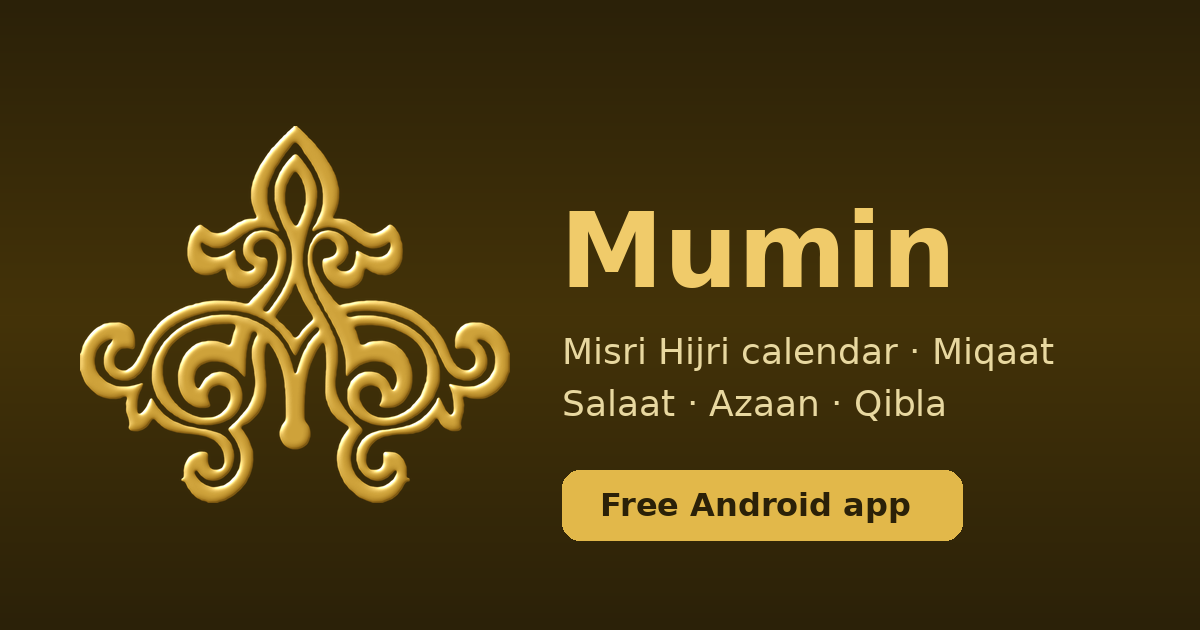 Mumin
Misri Hijri calendar · Miqaat
Salaat · Azaan · Qibla
Free Android app